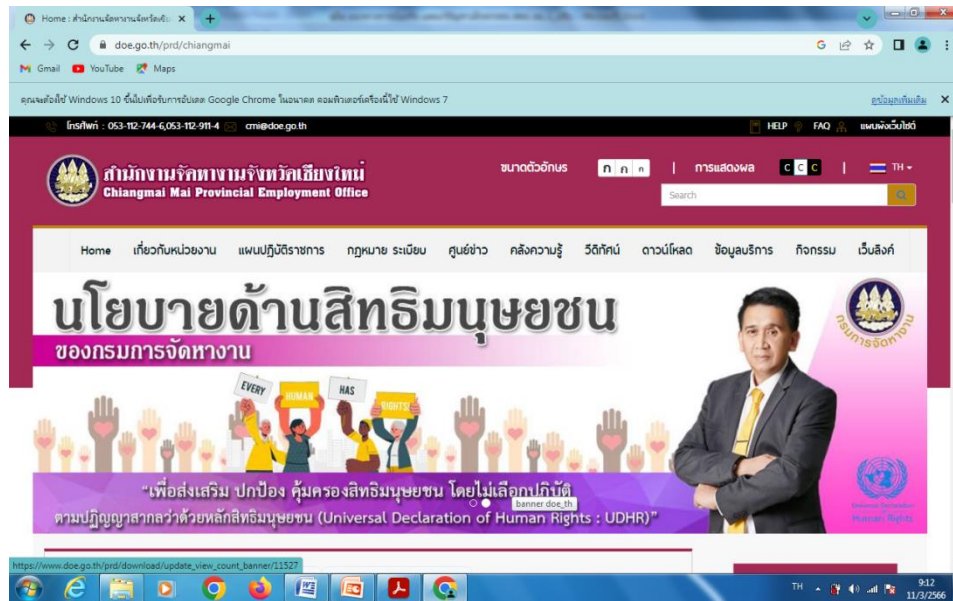 Home : สำนักงานจัดหางานจังหวัดเชีย
doe.go.th/prd/chiangmai
Gmail YouTube Maps
คุณจะต้องใช้ Windows 10 ขึ้นไปเพื่อรับการอัปเดต Google Chrome ในอนาคต คอมพิวเตอร์เครื่องนี้ใช้ Windows 7 ดูข้อมูลเพิ่มเติม
โทรศัพท์ : 053-112-744-6,053-112-911-4 cmi@doe.go.th HELP FAQ แผนผังเว็บไซต์
สำนักงานจัดหางานจังหวัดเชียงใหม่
Chiangmai Mai Provincial Employment Office
ขนาดตัวอักษร ก ก ก | การแสดงผล C C C | TH
Search
Home เกี่ยวกับหน่วยงาน แผนปฏิบัติราชการ กฎหมาย ระเบียบ ศูนย์ข่าว คลังความรู้ วีดิทัศน์ ดาวน์โหลด ข้อมูลบริการ กิจกรรม เว็บลิงค์
นโยบายด้านสิทธิมนุษยชน
ของกรมการจัดหางาน
กรมการจัดหางาน
EVERY HUMAN HAS RIGHTS!
"เพื่อส่งเสริม ปกป้อง คุ้มครองสิทธิมนุษยชน โดยไม่เลือกปฏิบัติ
banner doe_th
ตามปฏิญญาสากลว่าด้วยหลักสิทธิมนุษยชน (Universal Declaration of Human Rights : UDHR)"
Universal Declaration
Human Rights
https://www.doe.go.th/prd/download/update_view_count_banner/11527
TH 9:12
11/3/2566